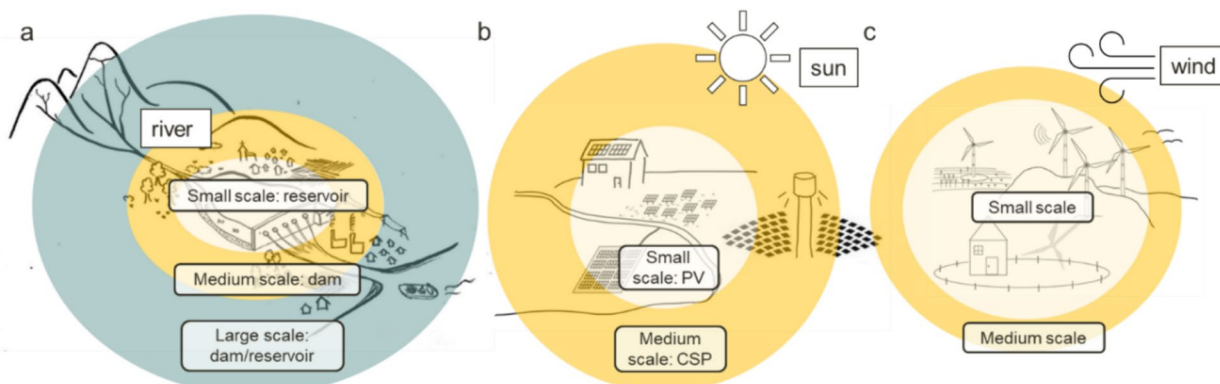 a
river
Small scale: reservoir
Medium scale: dam
Large scale:
dam/reservoir
b
sun
Small
scale: PV
Medium
scale: CSP
c
wind
Small scale
Medium scale